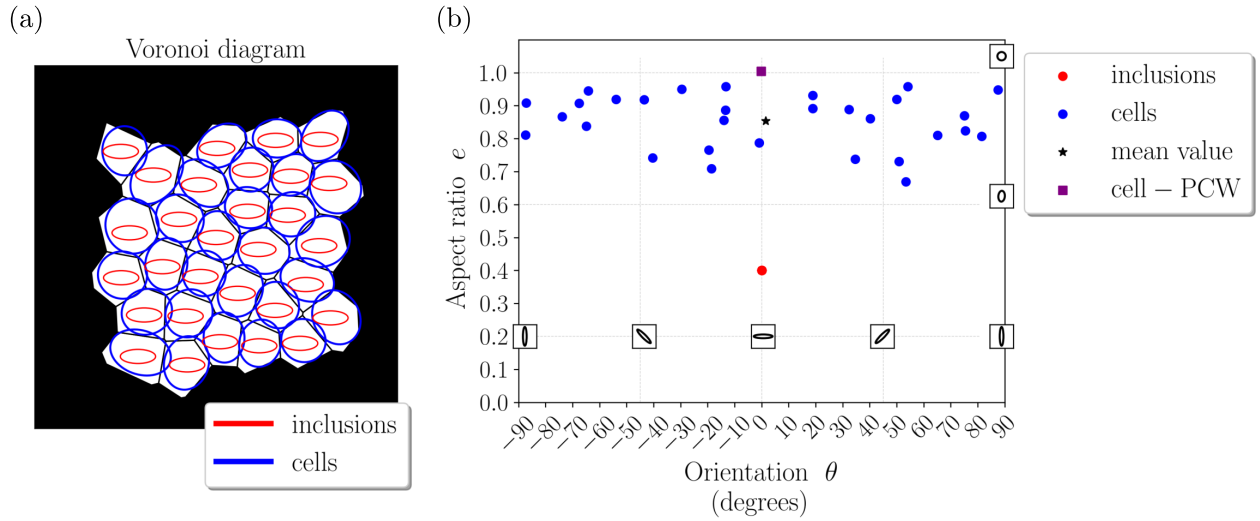 (a)
Voronoi diagram
inclusions
cells
(b)
Aspect ratio e
1.0
0.9
0.8
0.7
0.6
0.5
0.4
0.3
0.2
0.1
0.0
−90 −80 −70 −60 −50 −40 −30 −20 −10 0 10 20 30 40 50 60 70 80 90
Orientation θ
(degrees)
inclusions
cells
mean value
cell − PCW